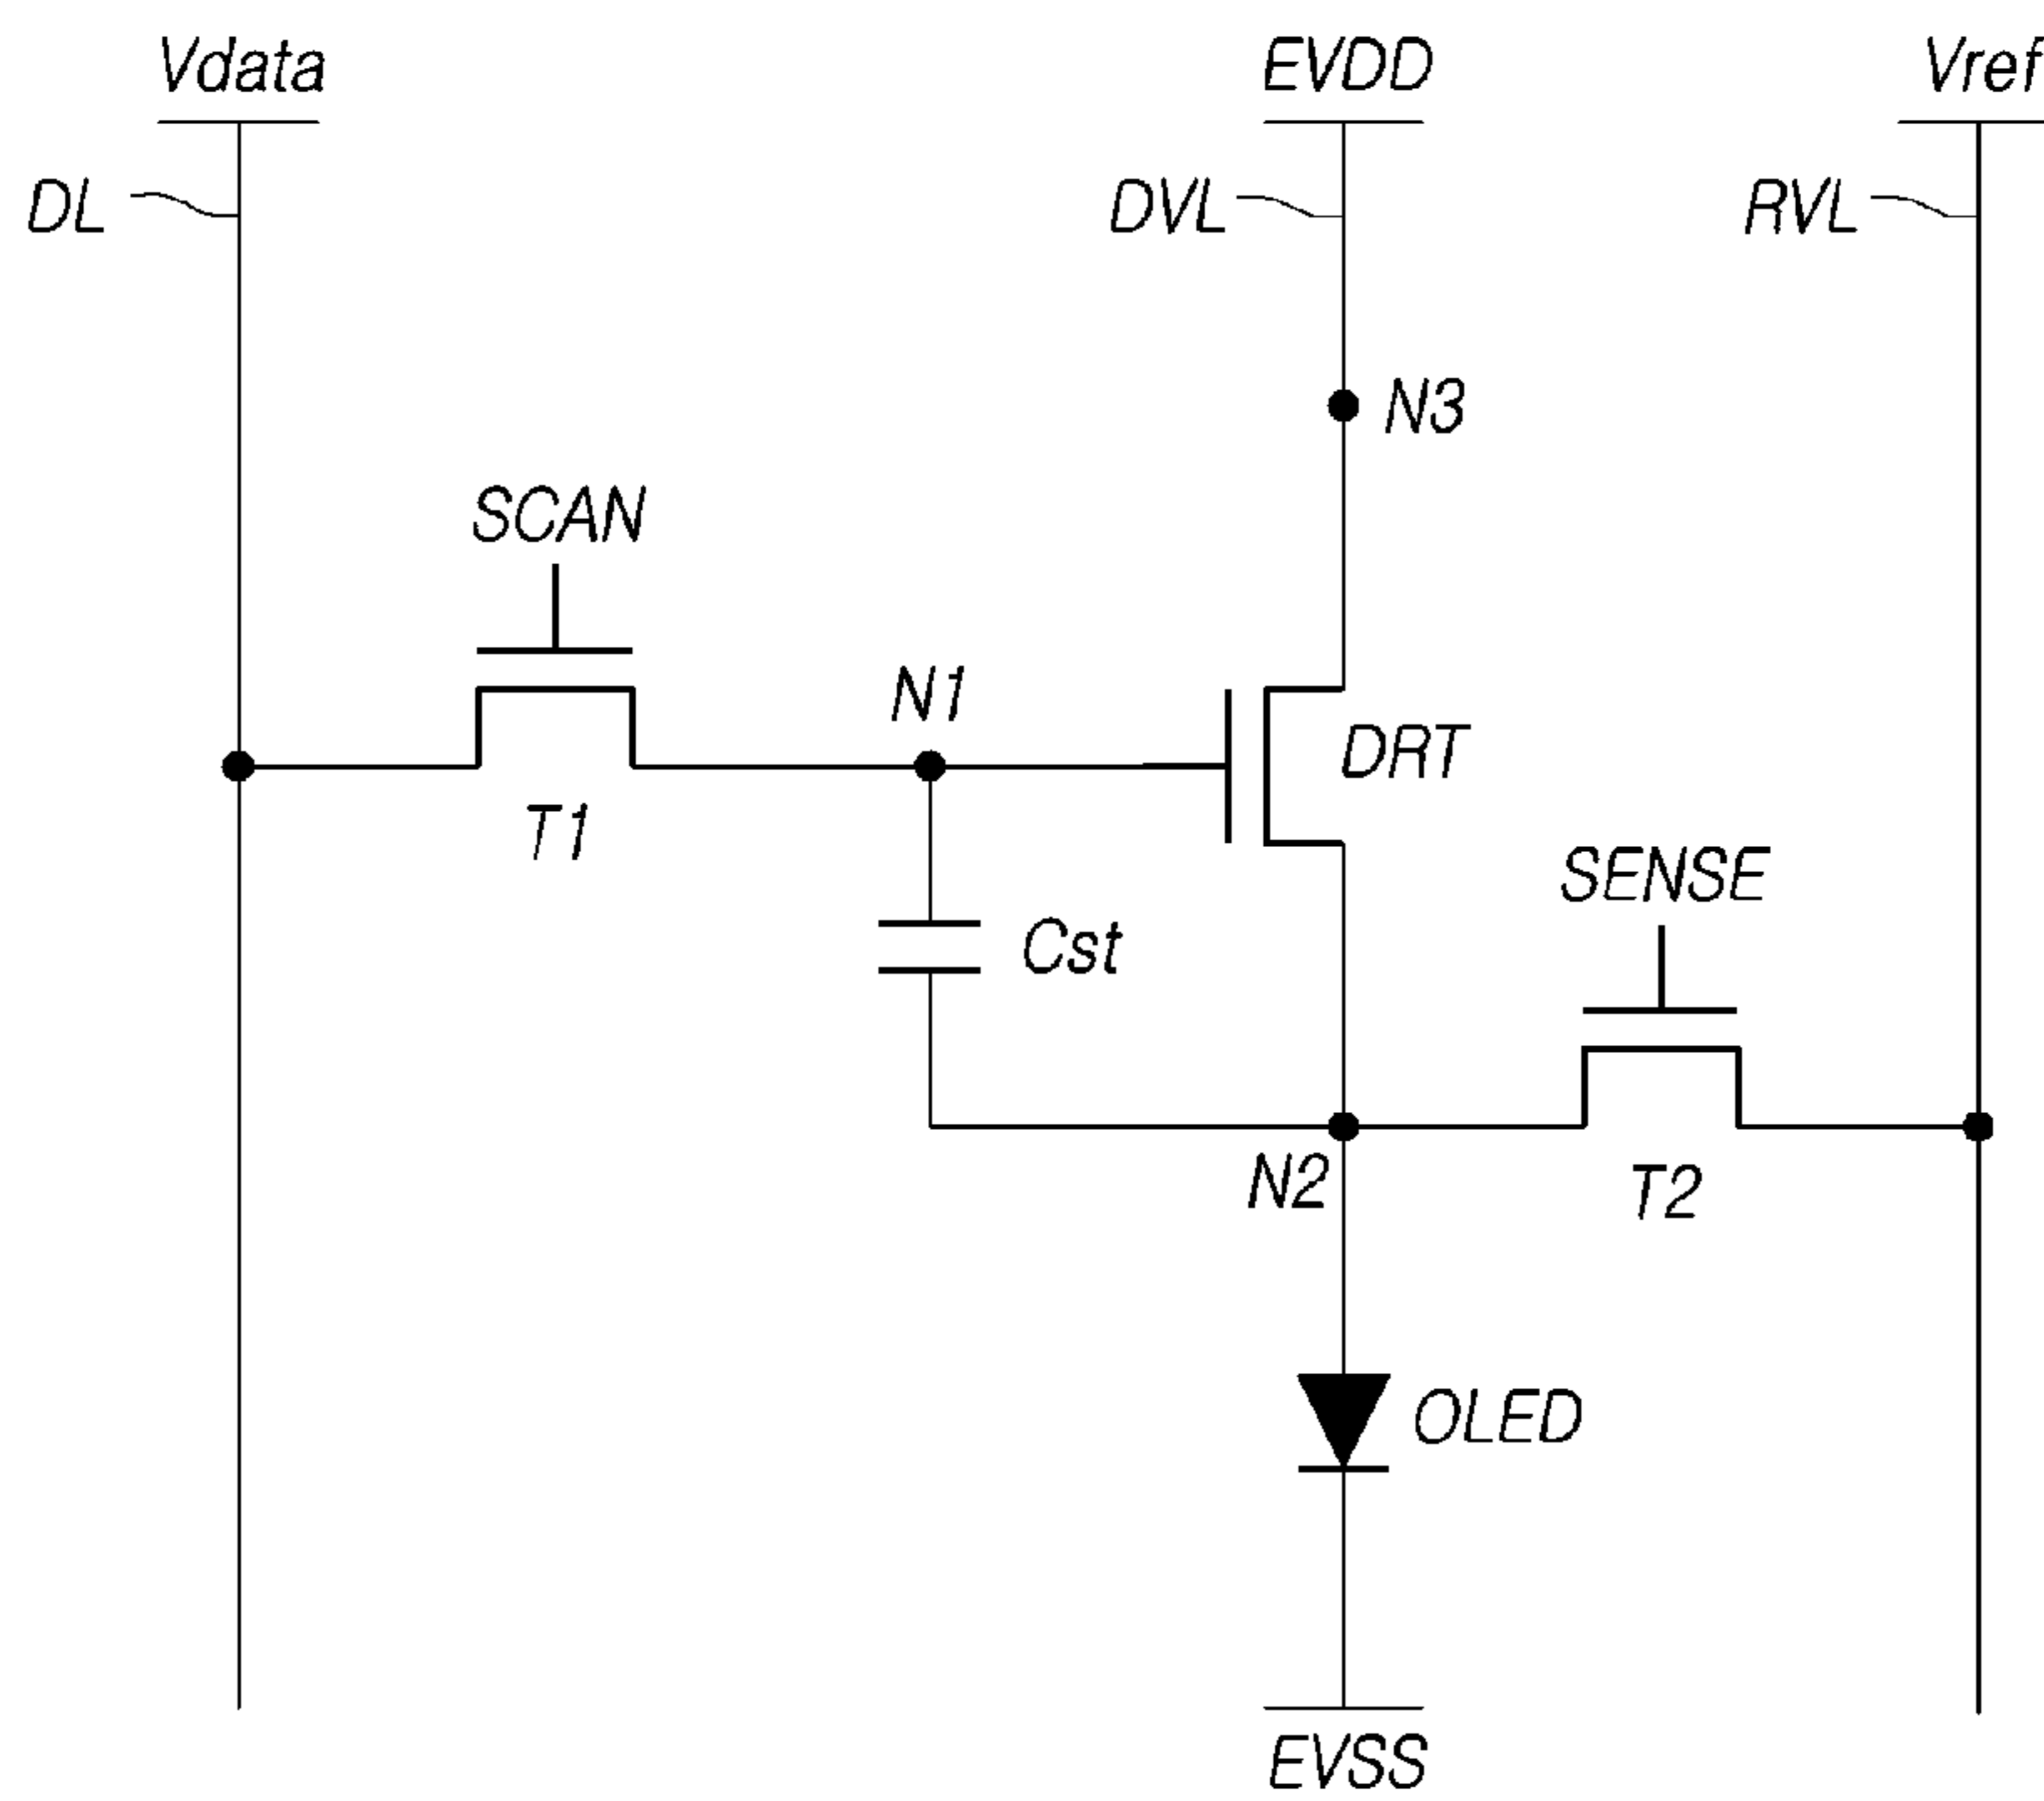 Vdata
EVDD
Vref
DL
DVL
RVL
N3
SCAN
N1
DRT
T1
SENSE
Cst
N2
T2
OLED
EVSS